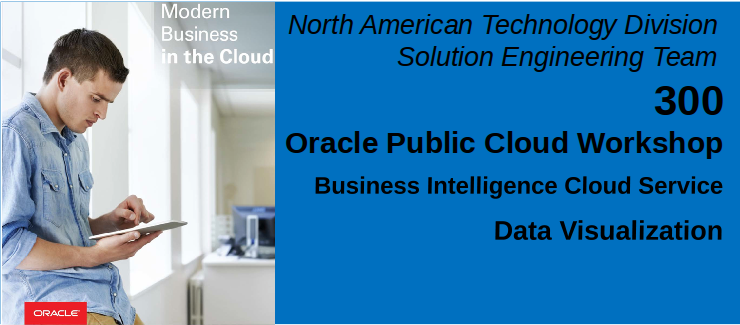 Modern
Business
in the Cloud
North American Technology Division
Solution Engineering Team
300
Oracle Public Cloud Workshop
Business Intelligence Cloud Service
Data Visualization
ORACLE